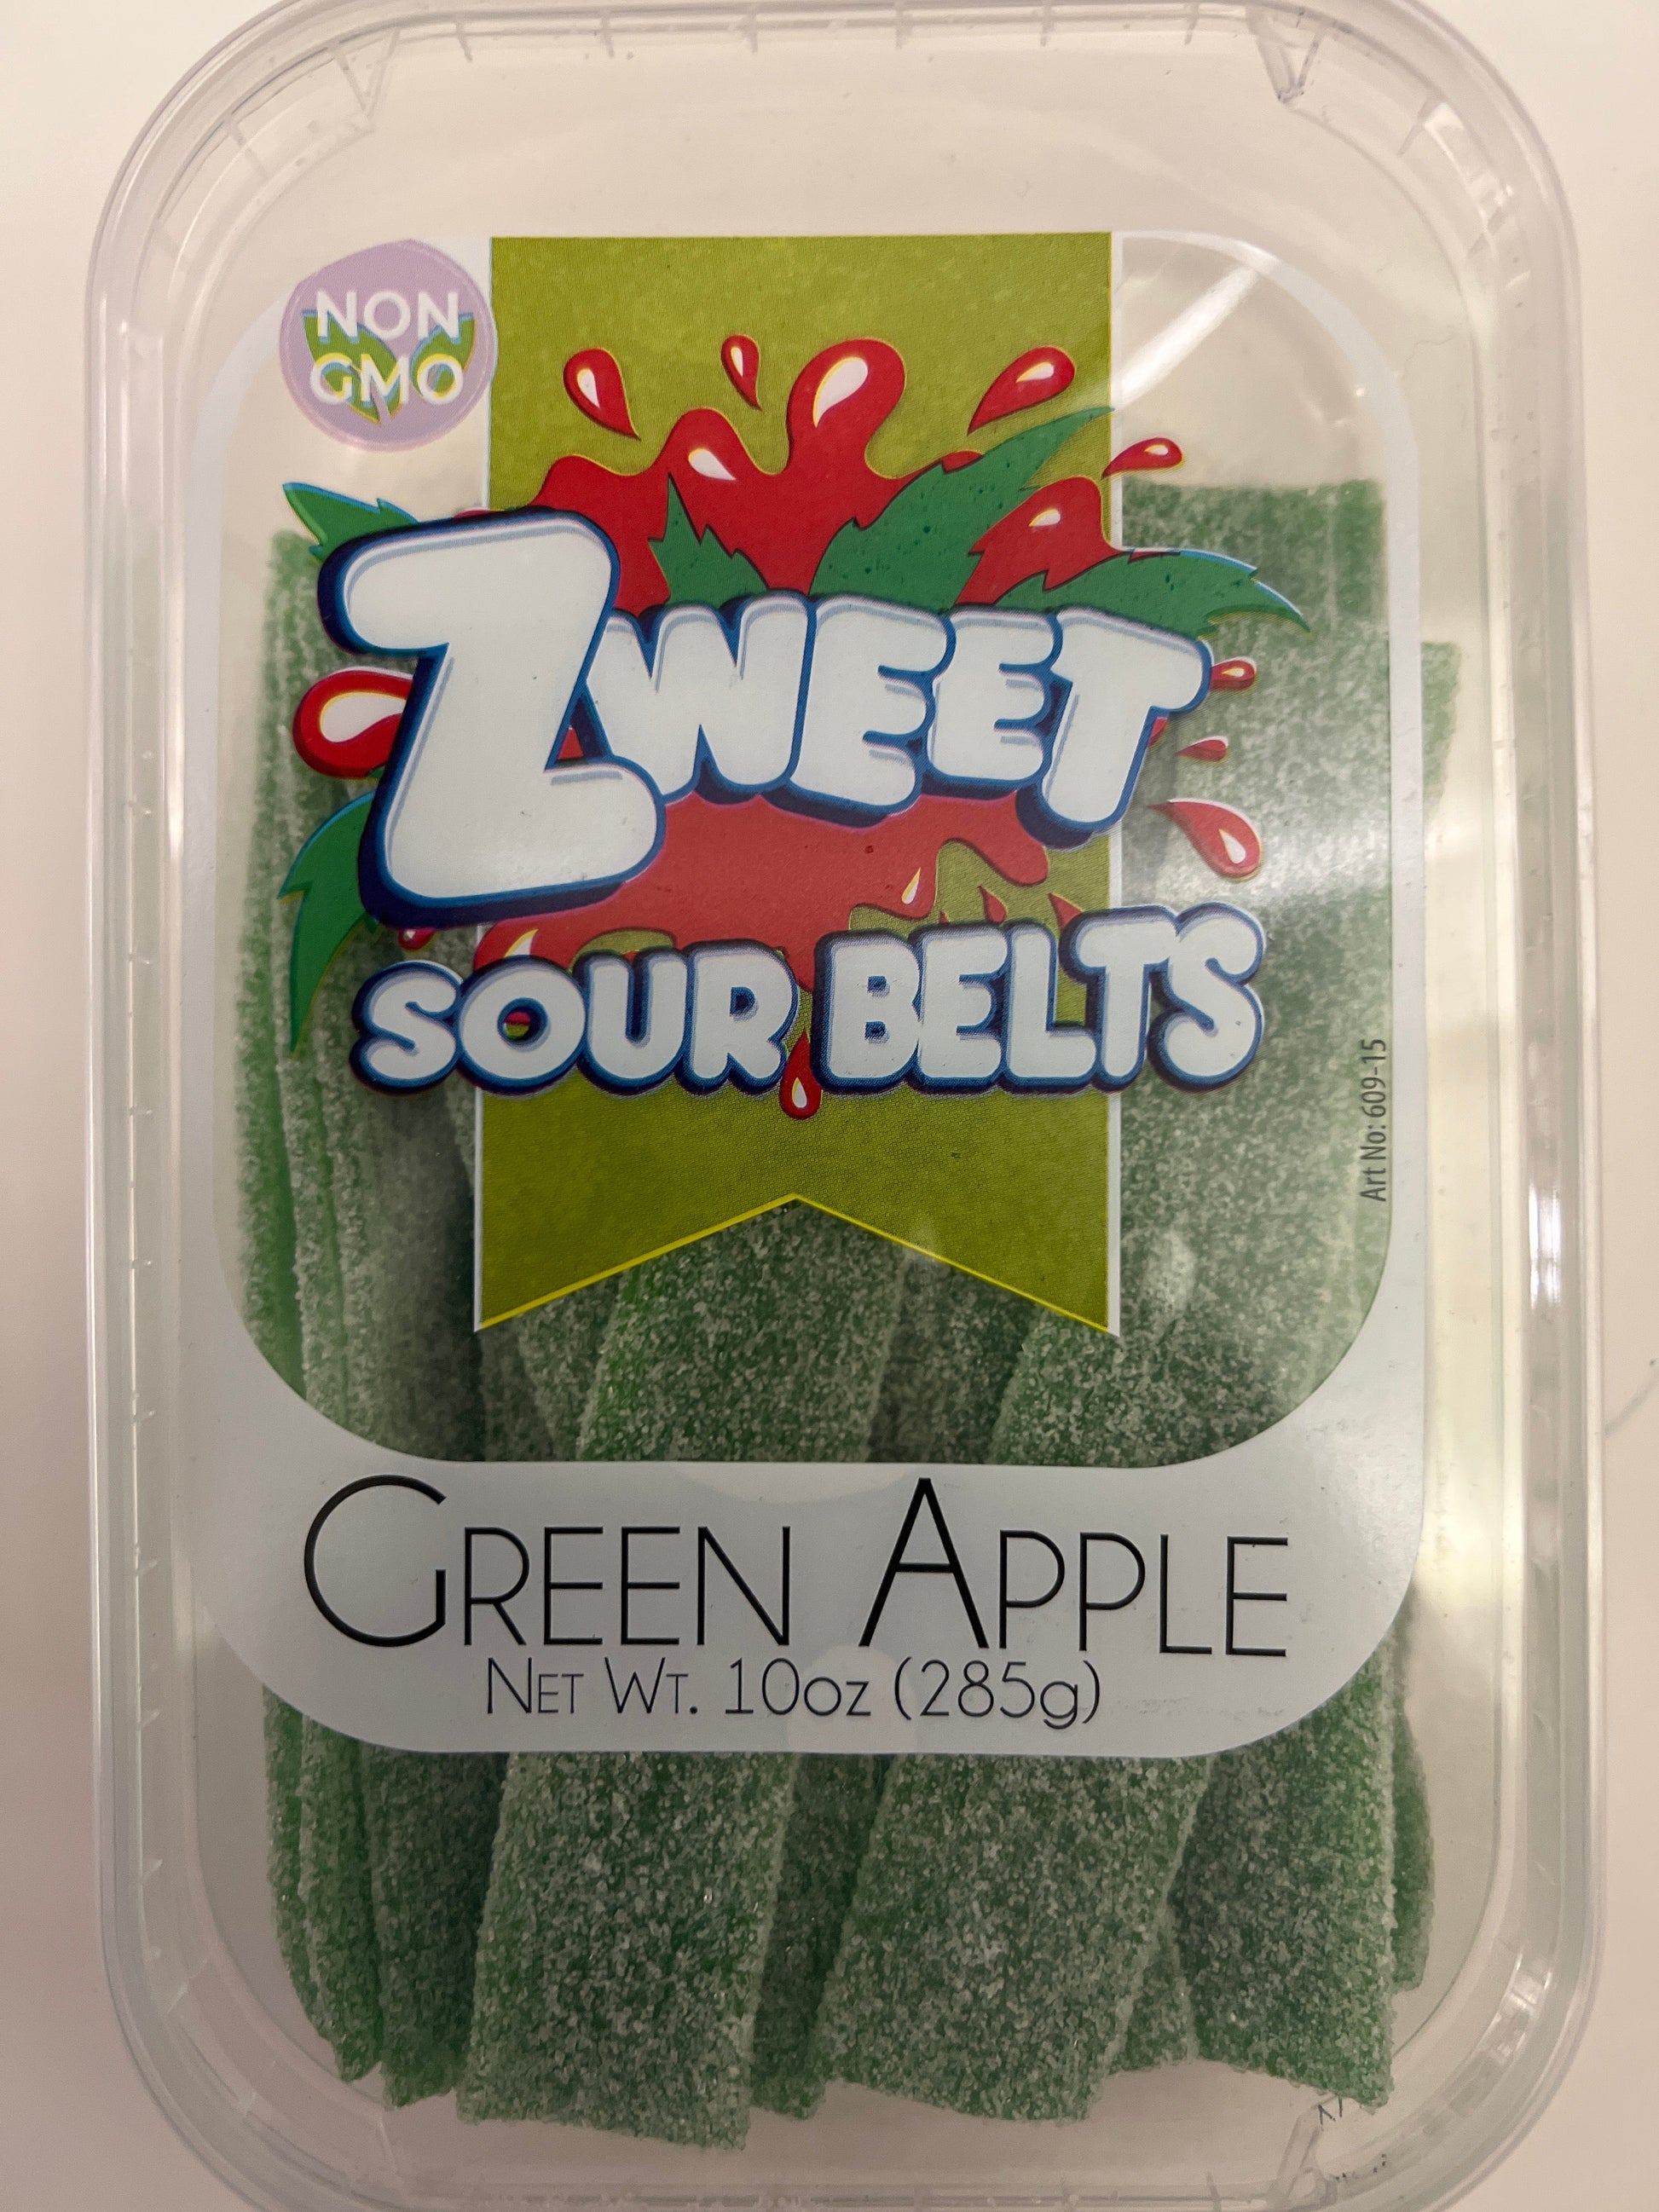 NON
GMO
ZWEET
SOUR BELTS
Art No: 609-15
GREEN APPLE
NET WT. 10oz (285g)